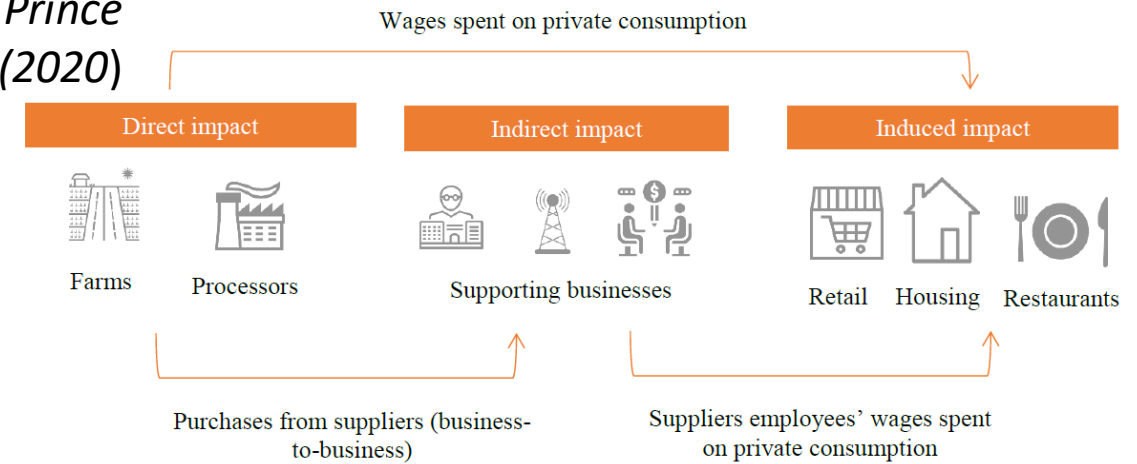 Prince
(2020)
Wages spent on private consumption
Direct impact
Indirect impact
Induced impact
$
Farms
Processors
Supporting businesses
Retail
Housing
Restaurants
Purchases from suppliers (business-
to-business)
Suppliers employees’ wages spent
on private consumption